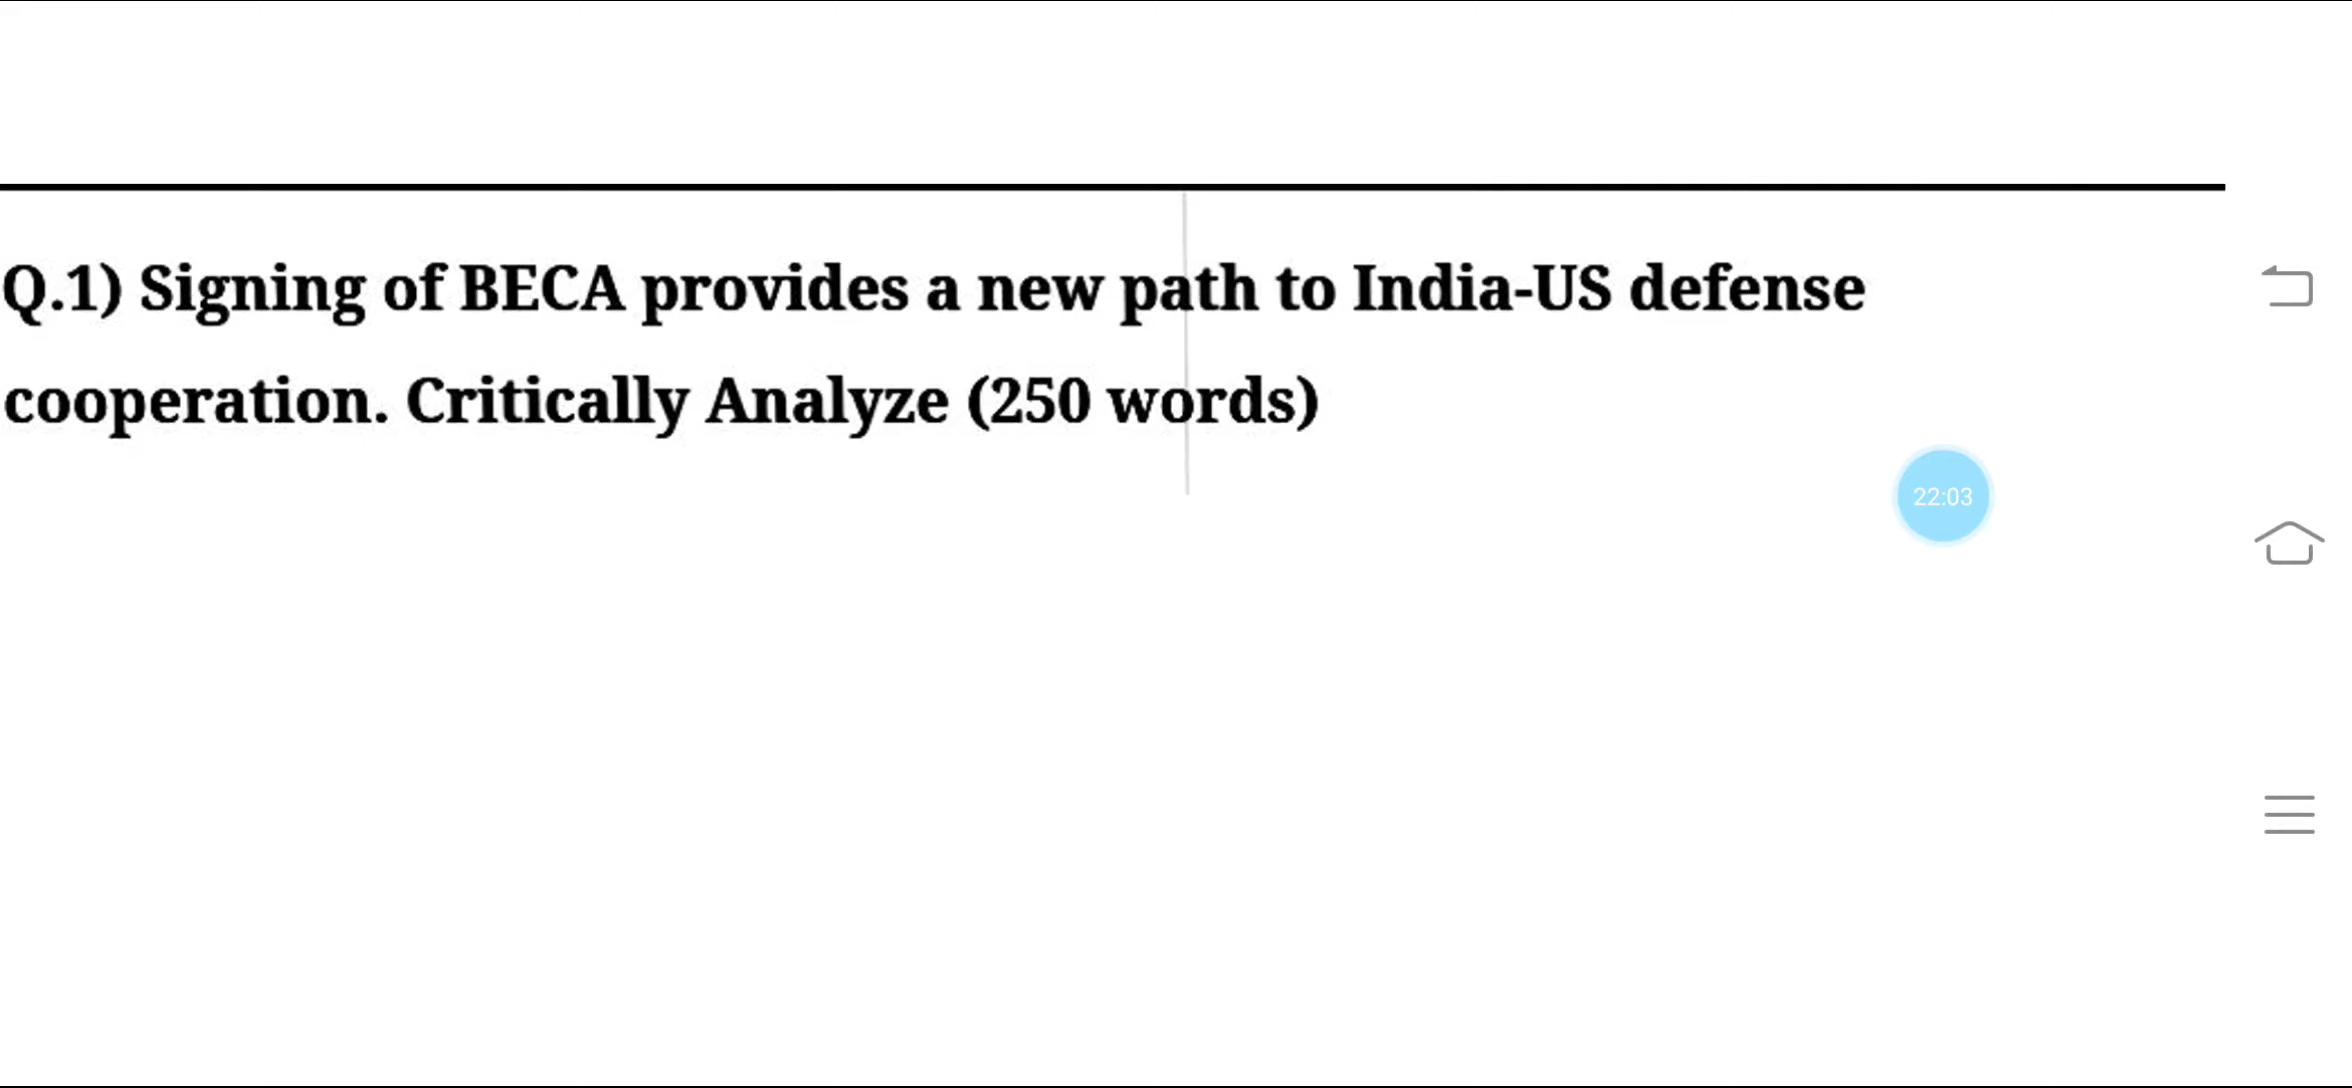 Q.1) Signing of BECA provides a new path to India-US defense
cooperation. Critically Analyze (250 words)
22:03